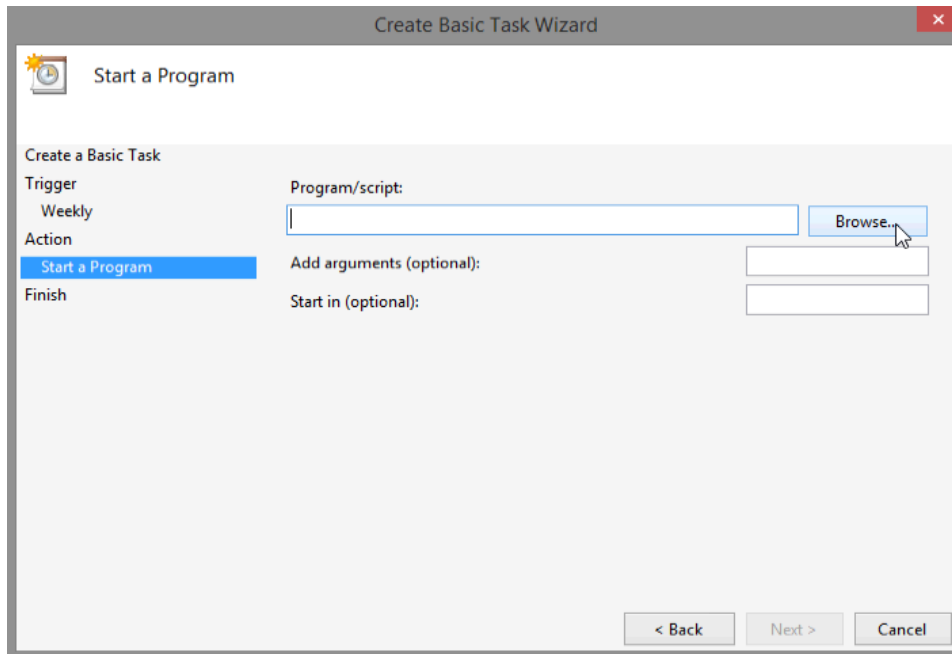 Create Basic Task Wizard
Start a Program
Create a Basic Task
Trigger
Weekly
Action
Start a Program
Finish
Program/script:
Browse...
Add arguments (optional):
Start in (optional):
< Back
Next >
Cancel